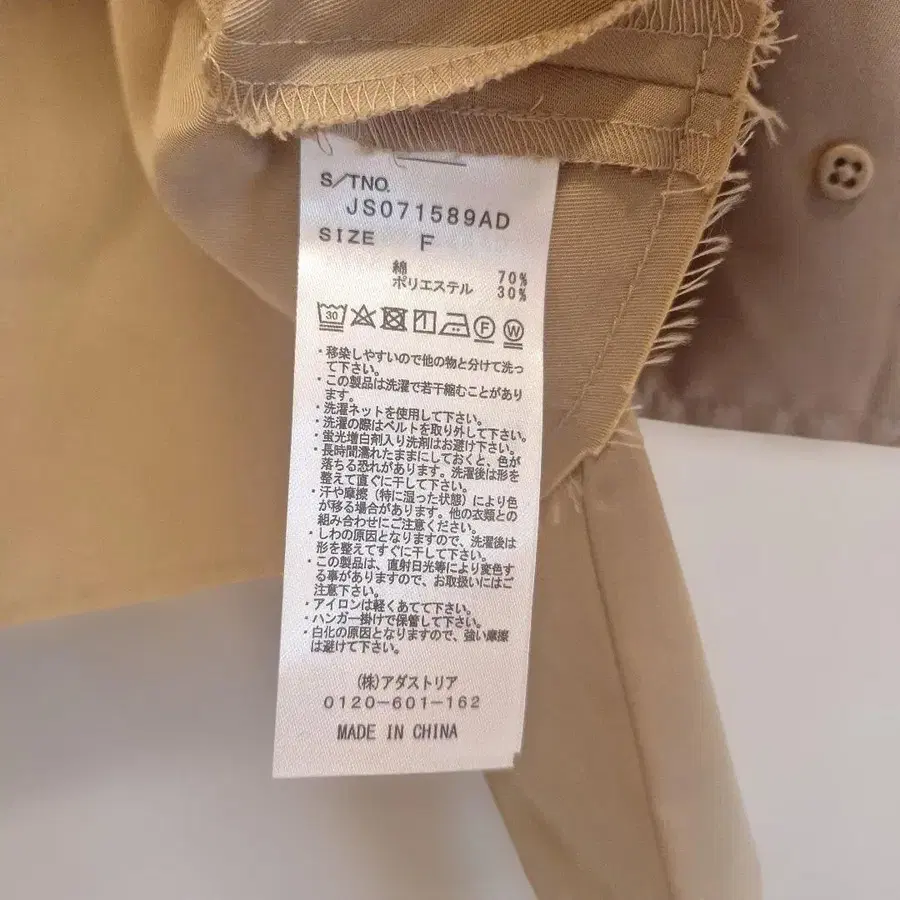 S/TNO.
JS071589AD
SIZE F
綿 70%
ポリエステル 30%
30
F
W
・移染しやすいので他の物と分けて洗っ
て下さい。
・この製品は洗濯で若干縮むことがあり
ます。
・洗濯ネットを使用して下さい。
・洗濯の際はベルトを取り外して下さい。
・蛍光増白剤入り洗剤はお避け下さい。
・長時間濡れたままにしておくと、色が
落ちる恐れがあります。洗濯後は形を
整えて直ぐに干して下さい。
・汗や摩擦（特に湿った状態）により色
が移る場合があります。他の衣類との
組み合わせにご注意ください。
・しわの原因となりますので、洗濯後は
形を整えてすぐに干して下さい。
・この製品は、直射日光等により変色す
る事がありますので、お取扱いにはご
注意下さい。
・アイロンは軽くあてて下さい。
・ハンガー掛けで保管して下さい。
・白化の原因となりますので、強い摩擦
は避けて下さい。
(株)アダストリア
0120-601-162
MADE IN CHINA